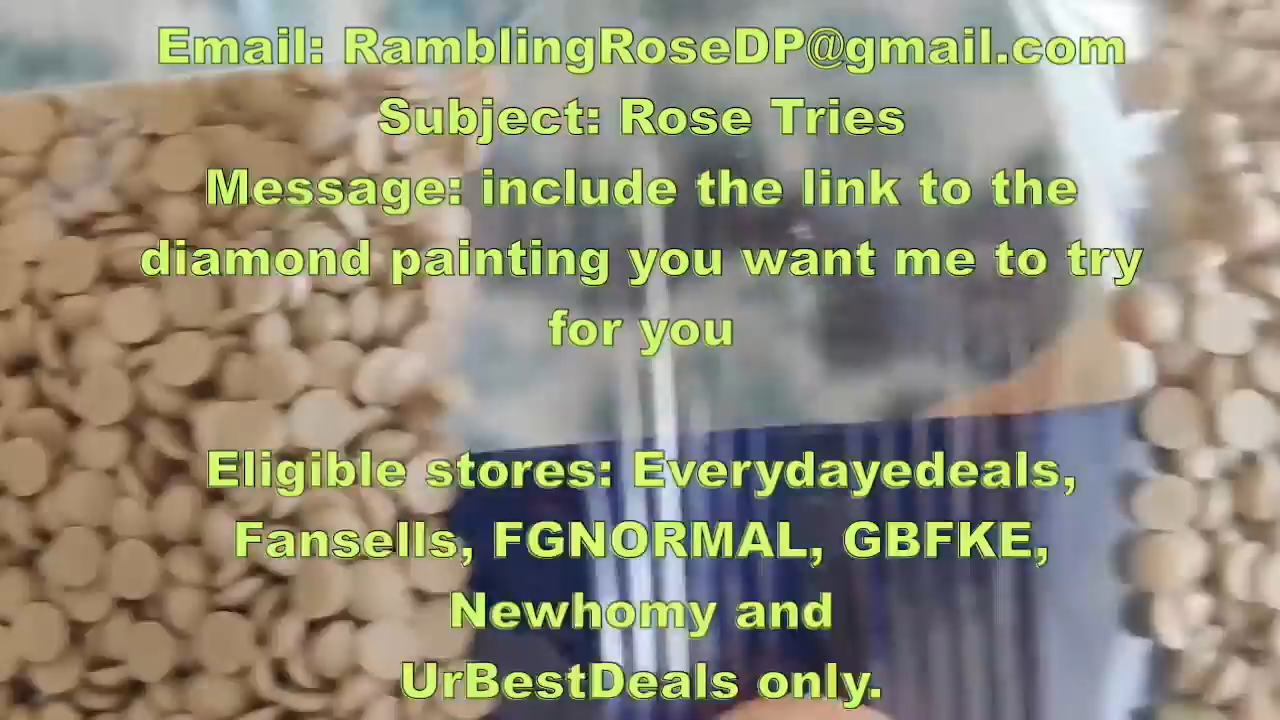 Email: RamblingRoseDP@gmail.com
Subject: Rose Tries
Message: include the link to the
diamond painting you want me to try
for you
Eligible stores: Everydayedeals,
Fansells, FGNORMAL, GBFKE,
Newhomy and
UrBestDeals only.